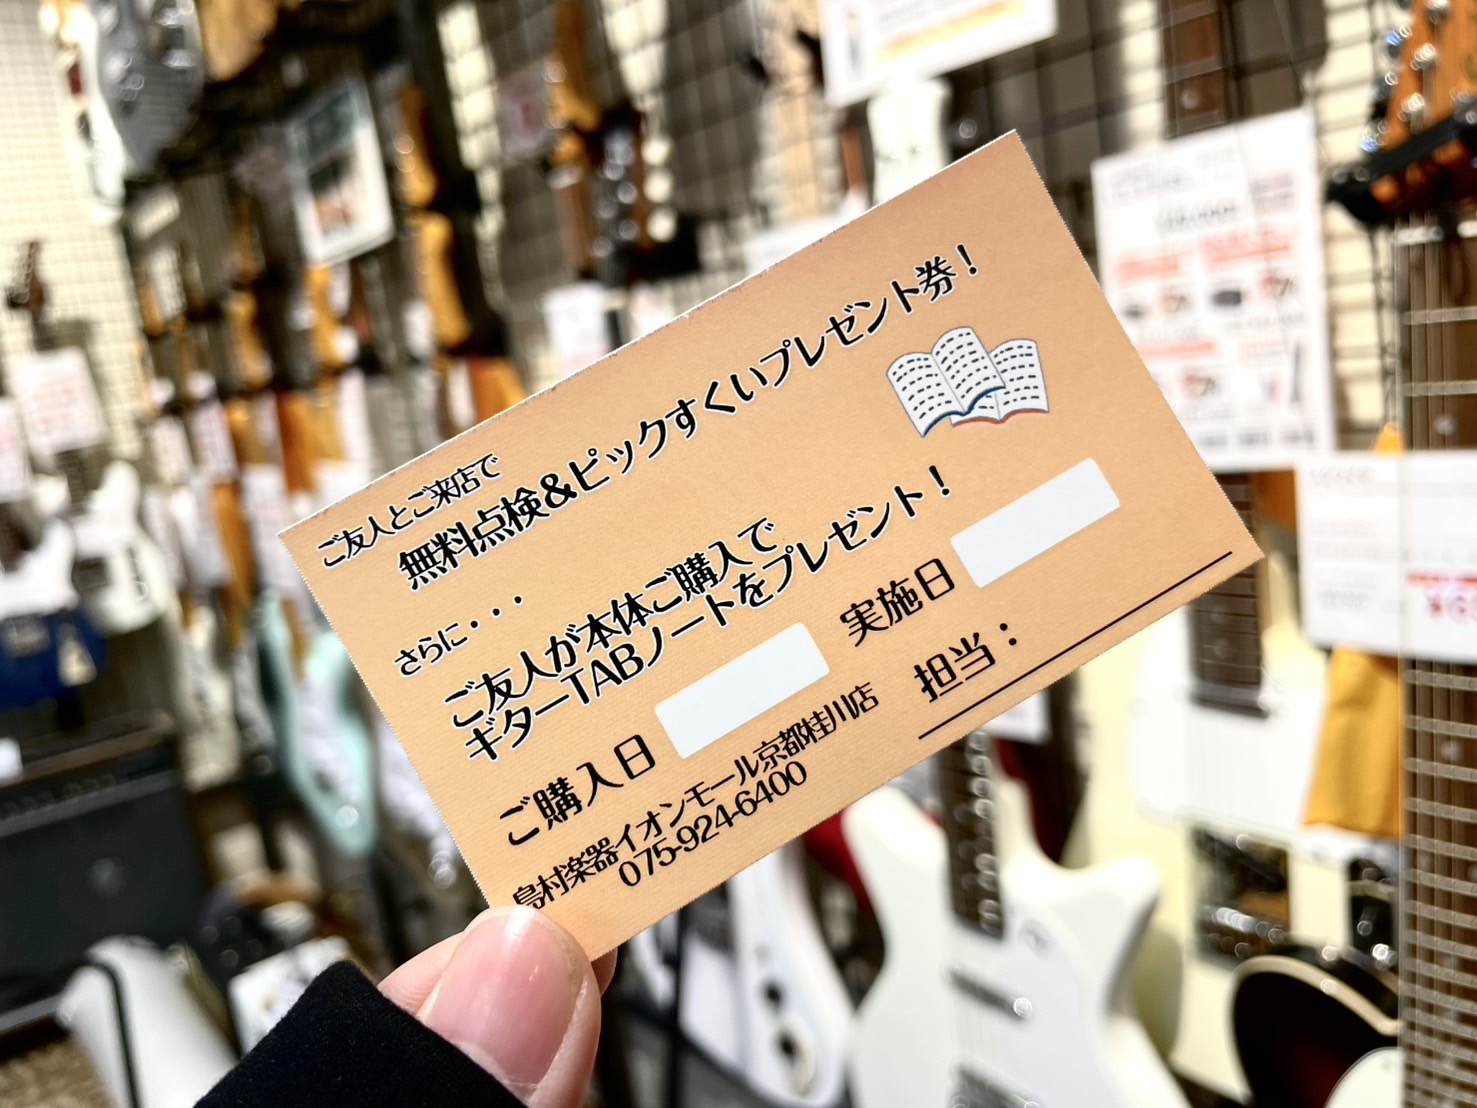 ご友人とご来店で
無料点検&ピックすくいプレゼント券！
さらに・・・
ご友人が本体ご購入で
ギターTABノートをプレゼント！
ご購入日
実施日
担当：
島村楽器イオンモール京都桂川店
075-924-6400